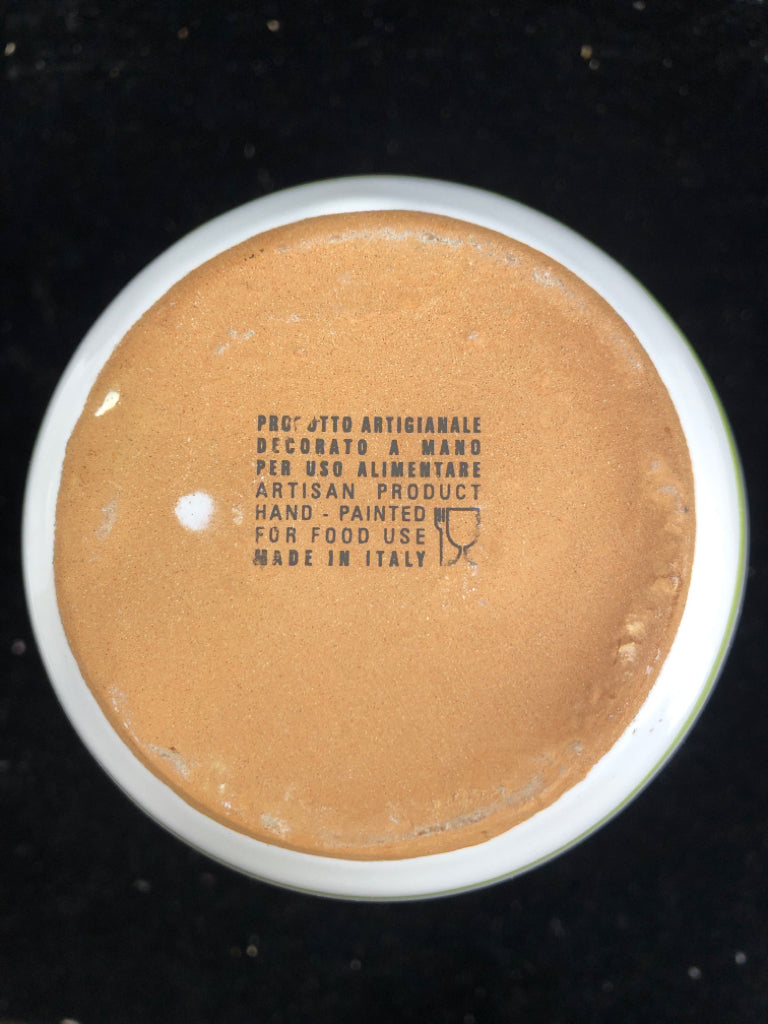 PRODOTTO ARTIGIANALE
DECORATO A MANO
PER USO ALIMENTARE
ARTISAN PRODUCT
HAND - PAINTED
FOR FOOD USE
MADE IN ITALY